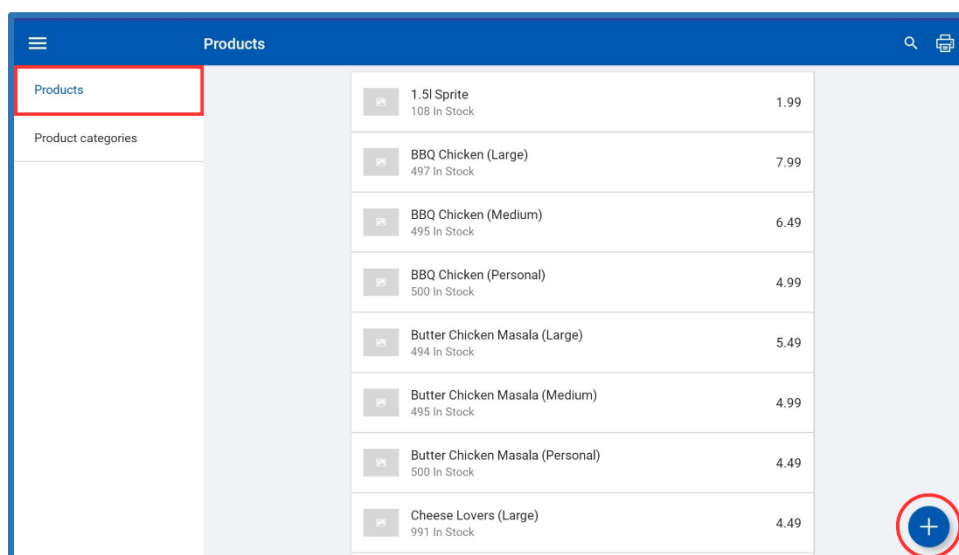 Products
Products
Product categories
1.5l Sprite
108 In Stock
1.99
BBQ Chicken (Large)
497 In Stock
7.99
BBQ Chicken (Medium)
495 In Stock
6.49
BBQ Chicken (Personal)
500 In Stock
4.99
Butter Chicken Masala (Large)
494 In Stock
5.49
Butter Chicken Masala (Medium)
495 In Stock
4.99
Butter Chicken Masala (Personal)
500 In Stock
4.49
Cheese Lovers (Large)
991 In Stock
4.49